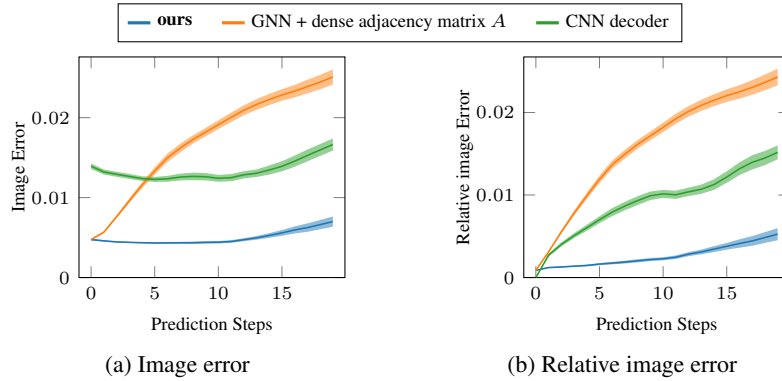 ours GNN + dense adjacency matrix A CNN decoder
0.02
0.01
0
0 5 10 15
Image Error
Prediction Steps
(a) Image error
0.02
0.01
0
0 5 10 15
Relative image Error
Prediction Steps
(b) Relative image error